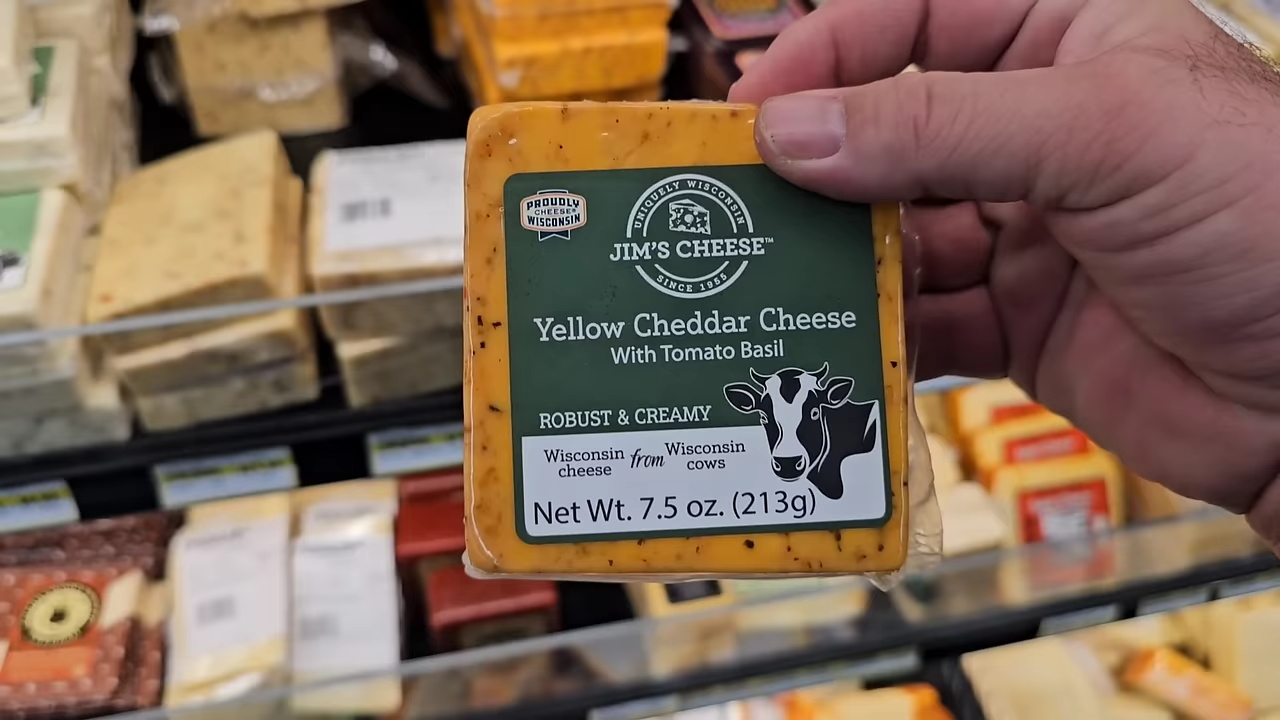 PROUDLY
CHEESE®
WISCONSIN
UNIQUELY WISCONSIN
JIM'S CHEESE™
SINCE 1955
Yellow Cheddar Cheese
With Tomato Basil
ROBUST & CREAMY
Wisconsin cheese from Wisconsin cows
Net Wt. 7.5 oz. (213g)